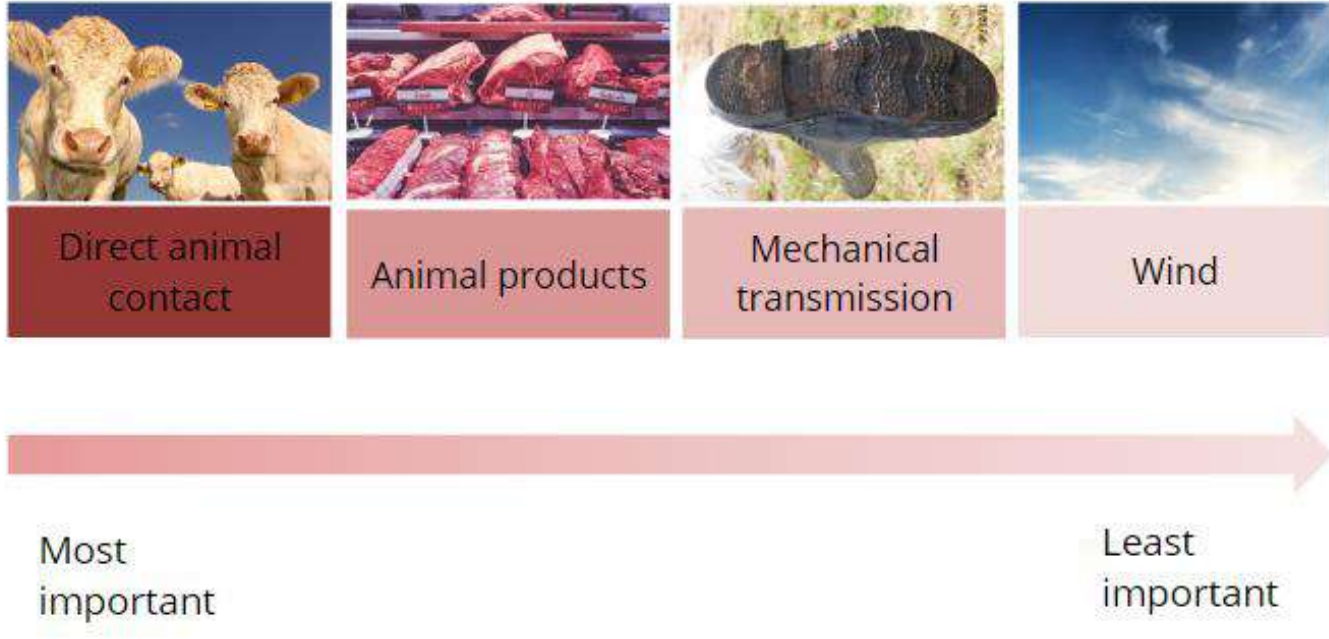 Direct animal
contact
Animal products
Mechanical
transmission
Wind
Most
important
Least
important